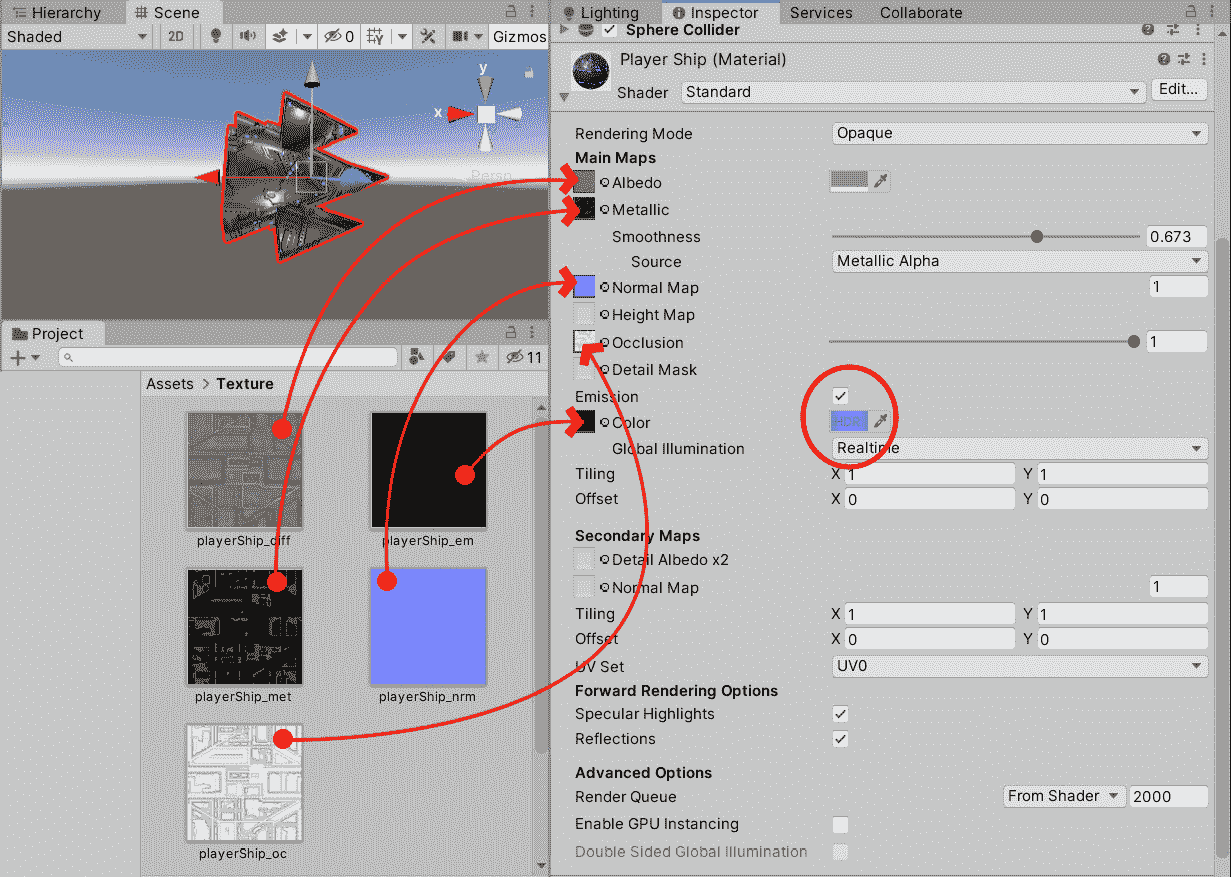 Hierarchy
Scene
Shaded
2D
0
Gizmos
y
x
Persp
Project
11
Assets > Texture
playerShip_diff
playerShip_em
playerShip_met
playerShip_nrm
playerShip_oc
Lighting
Inspector
Services
Collaborate
Sphere Collider
Player Ship (Material)
Shader
Standard
Edit...
Rendering Mode
Opaque
Main Maps
Albedo
Metallic
Smoothness
0.673
Source
Metallic Alpha
Normal Map
1
Height Map
Occlusion
1
Detail Mask
Emission
Color
HDR
Global Illumination
Realtime
Tiling
X 1
Y 1
Offset
X 0
Y 0
Secondary Maps
Detail Albedo x2
Normal Map
1
Tiling
X 1
Y 1
Offset
X 0
Y 0
UV Set
UV0
Forward Rendering Options
Specular Highlights
Reflections
Advanced Options
Render Queue
From Shader
2000
Enable GPU Instancing
Double Sided Global Illumination